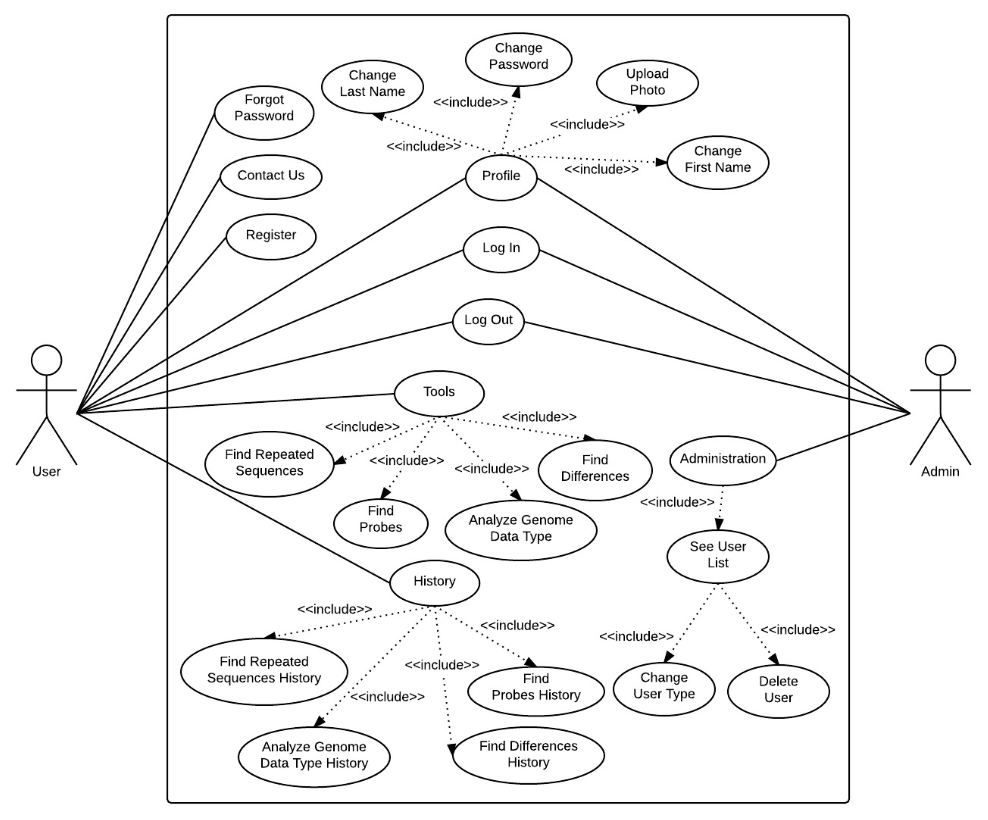 Change
Password
Change
Last Name
Upload
Photo
<<include>>
Forgot
Password
<<include>>
<<include>>
Change
First Name
<<include>>
Contact Us
Profile
Register
Log In
Log Out
Tools
<<include>>
<<include>>
Find Repeated
Sequences
<<include>>
<<include>>
Find
Differences
Administration
User
Admin
<<include>>
Find
Probes
Analyze Genome
Data Type
See User
List
History
<<include>>
<<include>>
<<include>>
<<include>>
Find Repeated
Sequences History
<<include>>
Find
Probes History
Change
User Type
Delete
User
<<include>>
Analyze Genome
Data Type History
Find Differences
History